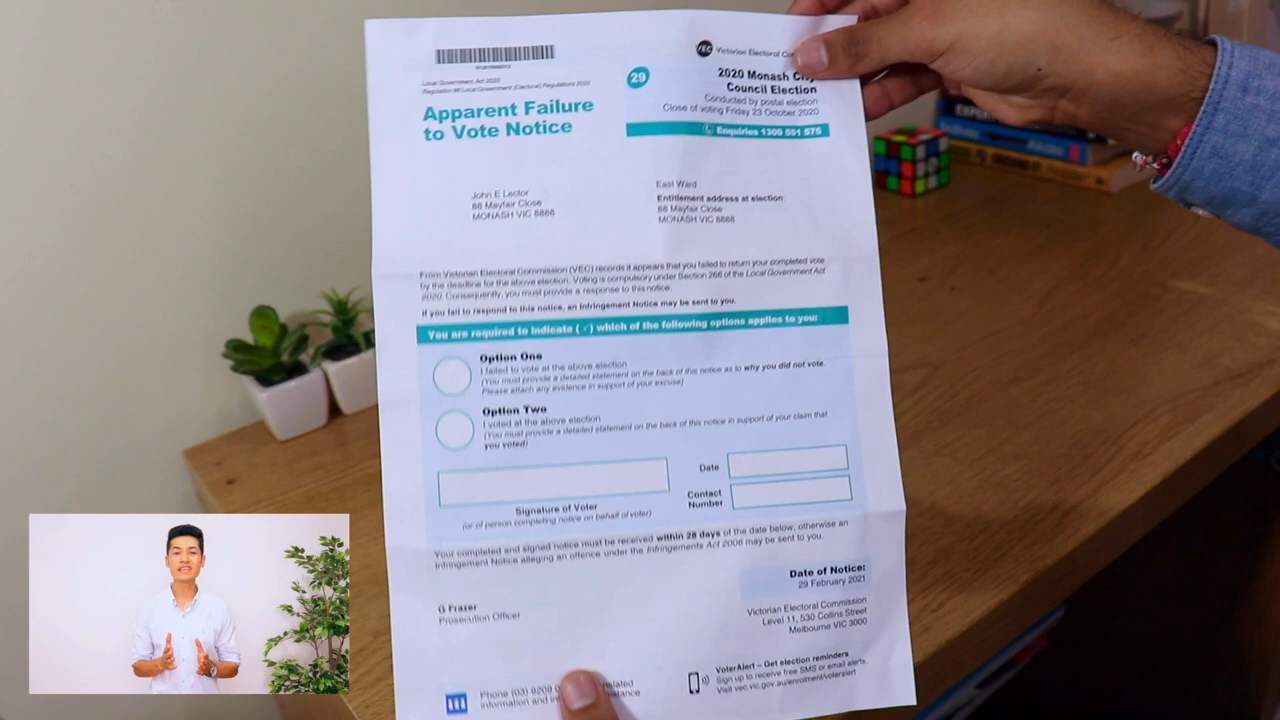 VEC Victorian Electoral
Local Government Act 2020
Regulation 66 Local Government (Electoral) Regulations 2020
Apparent Failure
to Vote Notice
29
2020 Monash City
Council Election
Conducted by postal election
Close of voting Friday 23 October 2020
Enquiries 1300 551 575
John E Lector
88 Mayfair Close
MONASH VIC 8888
East Ward
Entitlement address at election:
88 Mayfair Close
MONASH VIC 8888
From Victorian Electoral Commission (VEC) records it appears that you failed to return your completed vote
by the deadline for the above election. Voting is compulsory under Section 266 of the Local Government Act
2020. Consequently, you must provide a response to this notice.
If you fail to respond to this notice, an Infringement Notice may be sent to you.
You are required to indicate (✓) which of the following options applies to you:
Option One
I failed to vote at the above election
(You must provide a detailed statement on the back of this notice as to why you did not vote.
Please attach any evidence in support of your excuse)
Option Two
I voted at the above election
(You must provide a detailed statement on the back of this notice in support of your claim that
you voted)
Signature of Voter
(or of person completing notice on behalf of voter)
Date
Contact
Number
Your completed and signed notice must be received within 28 days of the date below, otherwise an
Infringement Notice alleging an offence under the Infringements Act 2006 may be sent to you.
Date of Notice:
29 February 2021
G Fraser
Prosecution Officer
Victorian Electoral Commission
Level 11, 530 Collins Street
Melbourne VIC 3000
Phone (03) 9209
information and
VoterAlert – Get election reminders
Sign up to receive free SMS or email alerts.
Visit vec.vic.gov.au/enrolment/voteralert